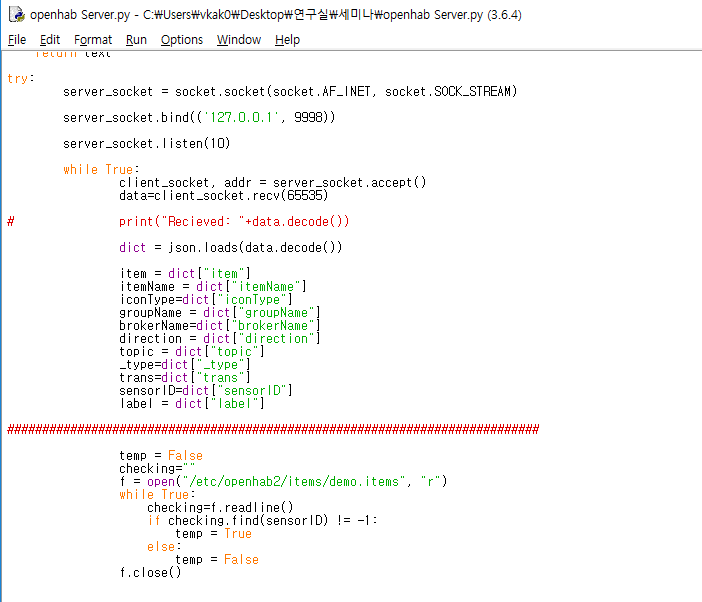 openhab Server.py - C:₩Users₩vkak0₩Desktop₩연구실₩세미나₩openhab Server.py (3.6.4)
File Edit Format Run Options Window Help
return text
try:
server_socket = socket.socket(socket.AF_INET, socket.SOCK_STREAM)
server_socket.bind(('127.0.0.1', 9998))
server_socket.listen(10)
while True:
client_socket, addr = server_socket.accept()
data=client_socket.recv(65535)
# print("Recieved: "+data.decode())
dict = json.loads(data.decode())
item = dict["item"]
itemName = dict["itemName"]
iconType=dict["iconType"]
groupName = dict["groupName"]
brokerName=dict["brokerName"]
direction = dict["direction"]
topic = dict["topic"]
_type=dict["_type"]
trans=dict["trans"]
sensorID=dict["sensorID"]
label = dict["label"]
############################################################################
temp = False
checking=""
f = open("/etc/openhab2/items/demo.items", "r")
while True:
checking=f.readline()
if checking.find(sensorID) != -1:
temp = True
else:
temp = False
f.close()